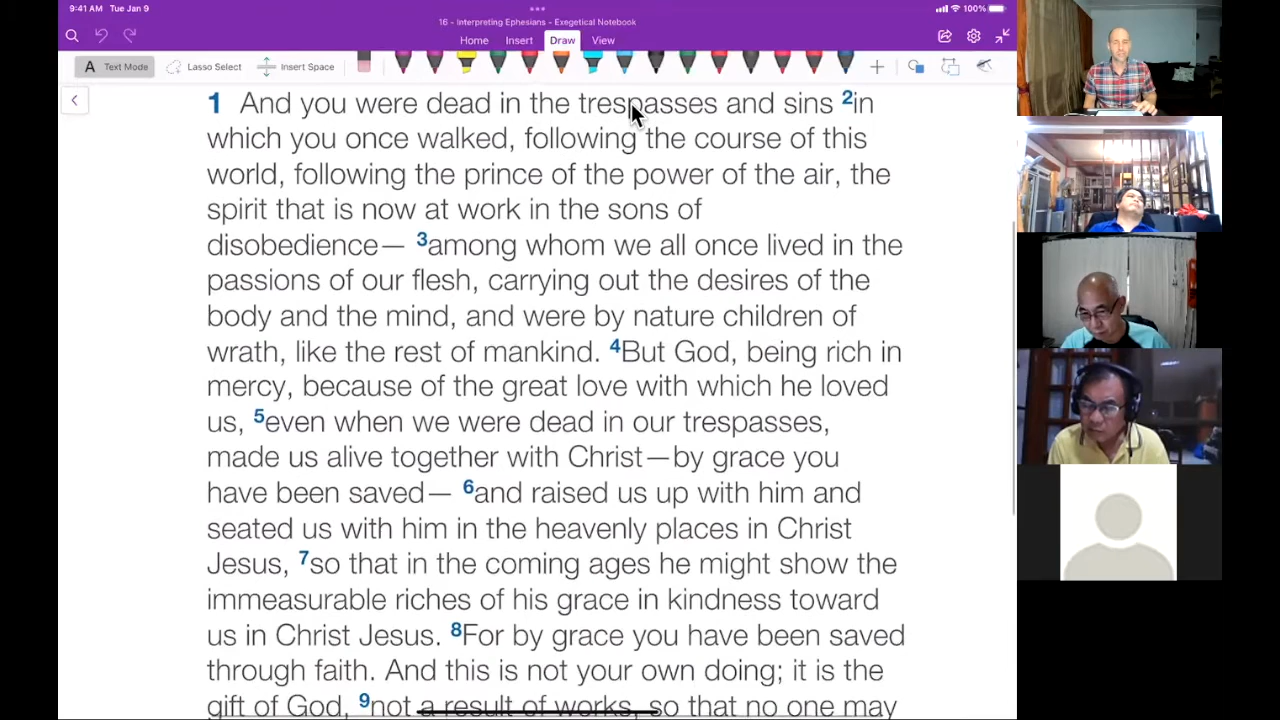 9:41 AM Tue Jan 9
100%
16 - Interpreting Ephesians - Exegetical Notebook
Home Insert Draw View
A Text Mode Lasso Select Insert Space
1 And you were dead in the trespasses and sins 2in
which you once walked, following the course of this
world, following the prince of the power of the air, the
spirit that is now at work in the sons of
disobedience— 3among whom we all once lived in the
passions of our flesh, carrying out the desires of the
body and the mind, and were by nature children of
wrath, like the rest of mankind. 4But God, being rich in
mercy, because of the great love with which he loved
us, 5even when we were dead in our trespasses,
made us alive together with Christ—by grace you
have been saved— 6and raised us up with him and
seated us with him in the heavenly places in Christ
Jesus, 7so that in the coming ages he might show the
immeasurable riches of his grace in kindness toward
us in Christ Jesus. 8For by grace you have been saved
through faith. And this is not your own doing; it is the
gift of God, 9not a result of works, so that no one may